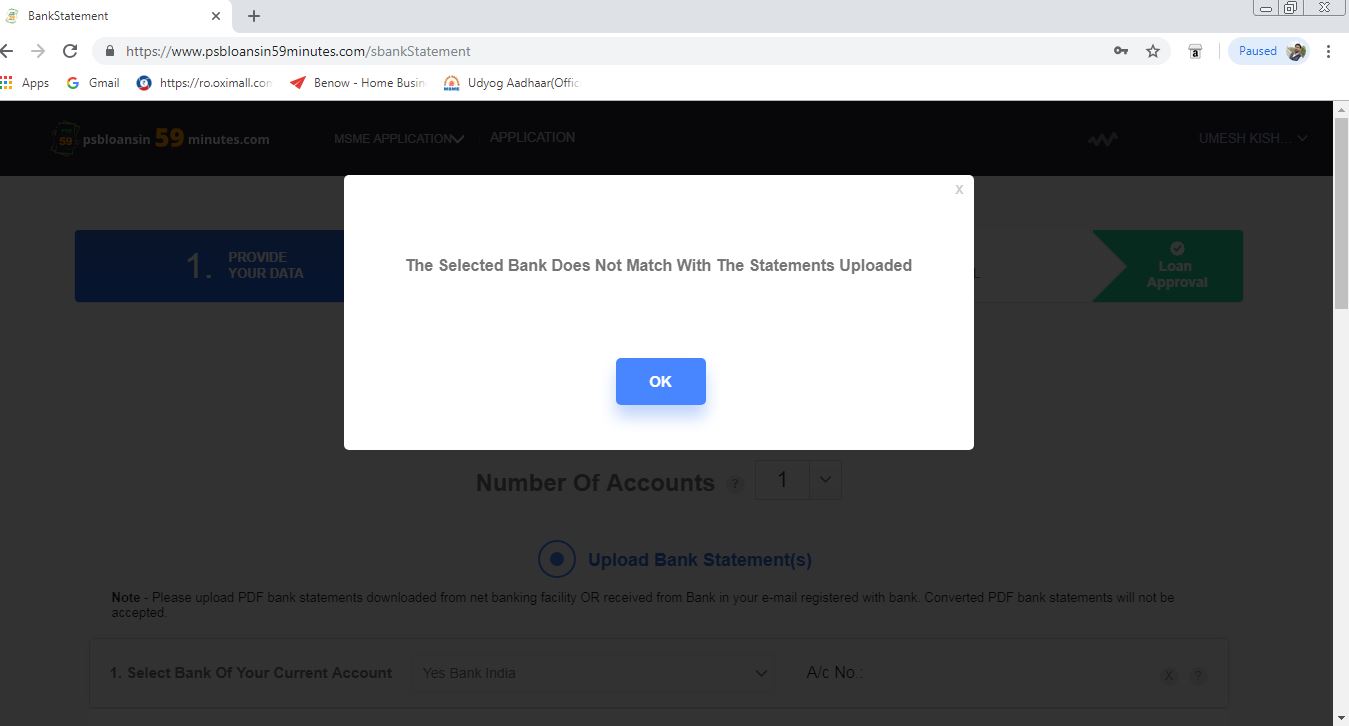 BankStatement
https://www.psbloansin59minutes.com/sbankStatement
Paused
Apps
Gmail
https://ro.oximall.con
Benow - Home Busin
Udyog Aadhaar(Offic
psbloansin 59 minutes.com
MSME APPLICATION
APPLICATION
UMESH KISH...
X
1. PROVIDE
YOUR DATA
The Selected Bank Does Not Match With The Statements Uploaded
Loan
Approval
OK
Number Of Accounts ? 1
Upload Bank Statement(s)
Note - Please upload PDF bank statements downloaded from net banking facility OR received from Bank in your e-mail registered with bank. Converted PDF bank statements will not be
accepted.
1. Select Bank Of Your Current Account Yes Bank India A/c No.: X ?